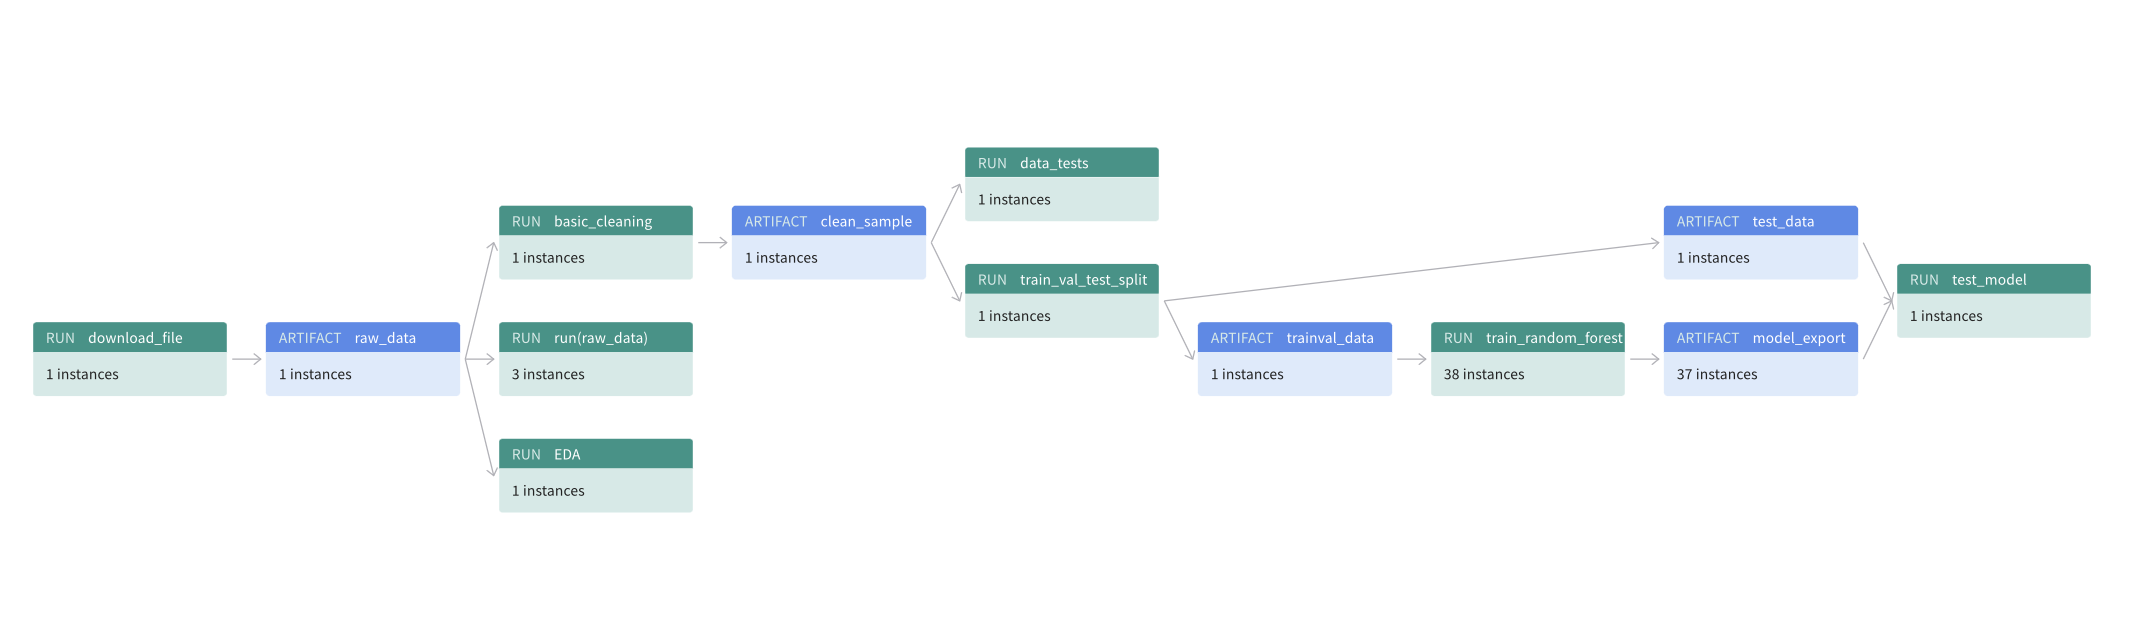 RUN download_file
1 instances
ARTIFACT raw_data
1 instances
RUN basic_cleaning
1 instances
RUN run(raw_data)
3 instances
RUN EDA
1 instances
ARTIFACT clean_sample
1 instances
RUN data_tests
1 instances
RUN train_val_test_split
1 instances
ARTIFACT trainval_data
1 instances
RUN train_random_forest
38 instances
ARTIFACT test_data
1 instances
ARTIFACT model_export
37 instances
RUN test_model
1 instances